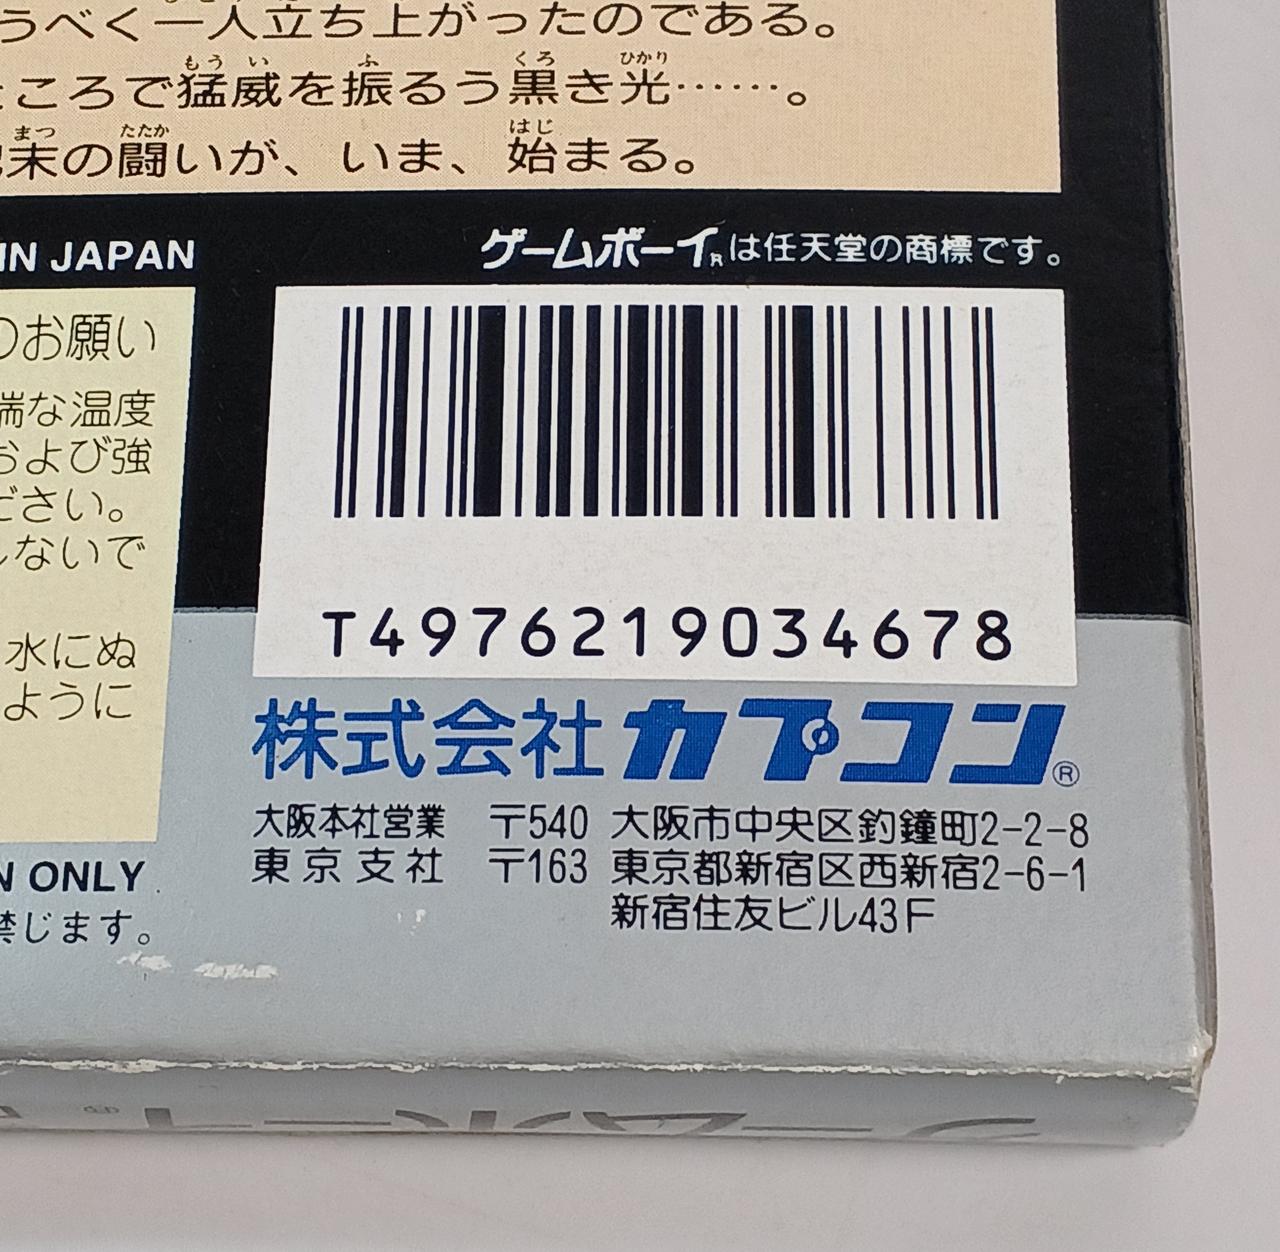 うべく一人立ち上がったのである。
ところで猛威を振るう黒き光……。
末の闘いが、いま、始まる。
IN JAPAN
ゲームボーイRは任天堂の商標です。
のお願い
端な温度
および強
ださい。
しないで
水にぬ
ように
T4976219034678
株式会社カプコン®
大阪本社営業 〒540 大阪市中央区釣鐘町2-2-8
東京支社 〒163 東京都新宿区西新宿2-6-1
新宿住友ビル43F
N ONLY
禁じます。